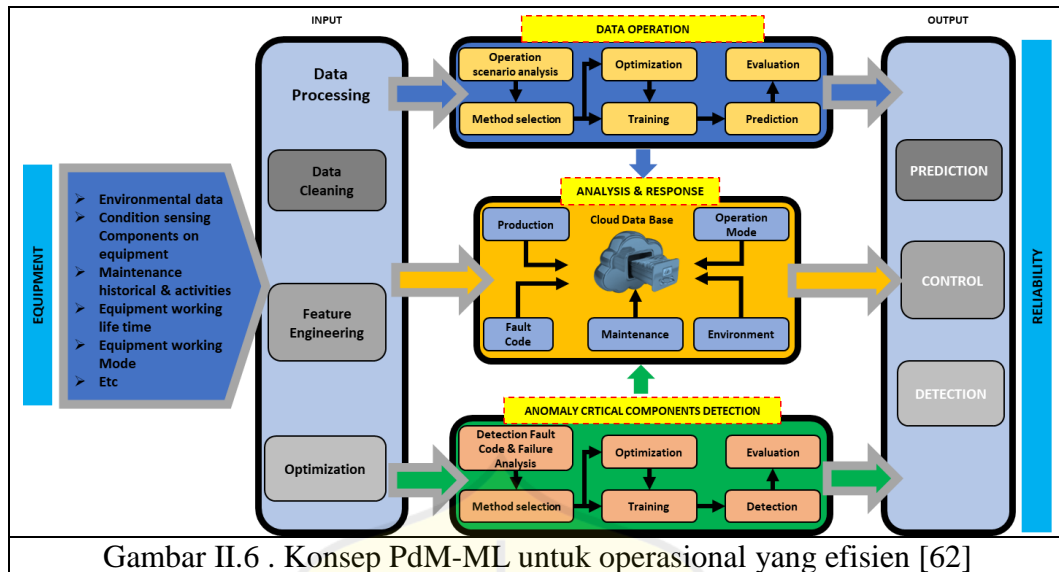 INPUT
OUTPUT
EQUIPMENT
➢ Environmental data
➢ Condition sensing
Components on
equipment
➢ Maintenance
historical & activities
➢ Equipment working
life time
➢ Equipment working
Mode
➢ Etc
Data
Processing
Data
Cleaning
Feature
Engineering
Optimization
DATA OPERATION
Operation
scenario analysis
Optimization
Evaluation
Method selection
Training
Prediction
ANALYSIS & RESPONSE
Production
Cloud Data Base
Operation
Mode
Fault
Code
Maintenance
Environment
ANOMALY CRTICAL COMPONENTS DETECTION
Detection Fault
Code & Failure
Analysis
Optimization
Evaluation
Method selection
Training
Detection
PREDICTION
CONTROL
DETECTION
RELIABILITY
Gambar II.6 . Konsep PdM-ML untuk operasional yang efisien [62]